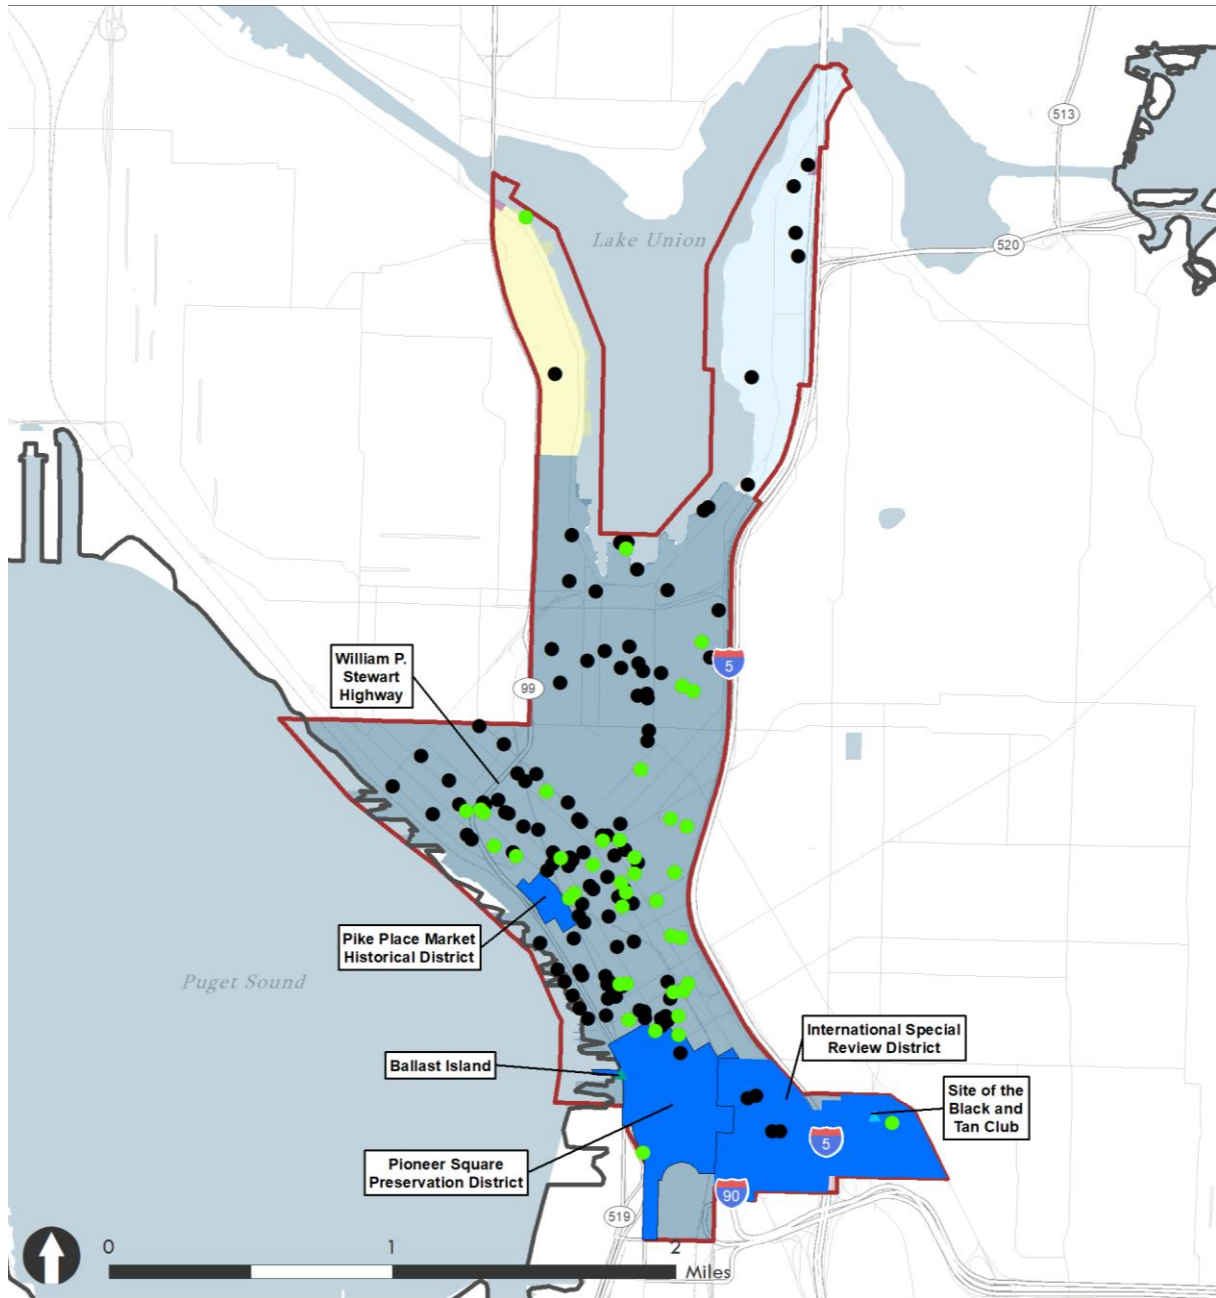 513
520
Lake Union
William P.
Stewart
Highway
99
5
Pike Place Market
Historical District
Puget Sound
International Special
Review District
Ballast Island
Site of the
Black and
Tan Club
5
Pioneer Square
Preservation District
90
519
0 1 2
Miles